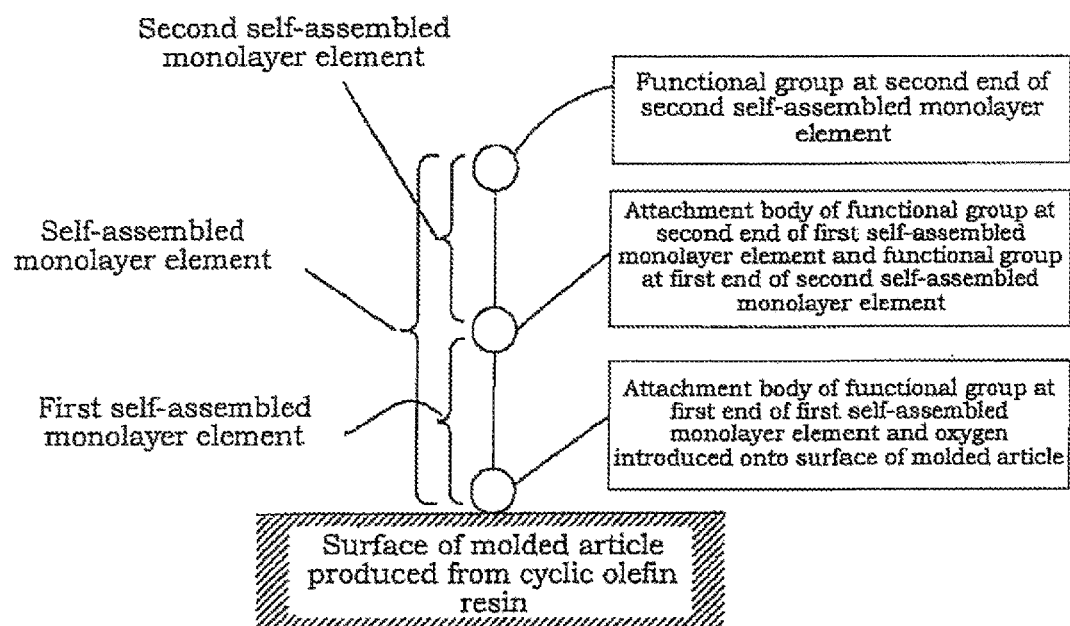 Second self-assembled
monolayer element
Functional group at second end of
second self-assembled monolayer
element
Self-assembled
monolayer element
Attachment body of functional group at
second end of first self-assembled
monolayer element and functional group
at first end of second self-assembled
monolayer element
First self-assembled
monolayer element
Attachment body of functional group at
first end of first self-assembled
monolayer element and oxygen
introduced onto surface of molded article
Surface of molded article
produced from cyclic olefin
resin